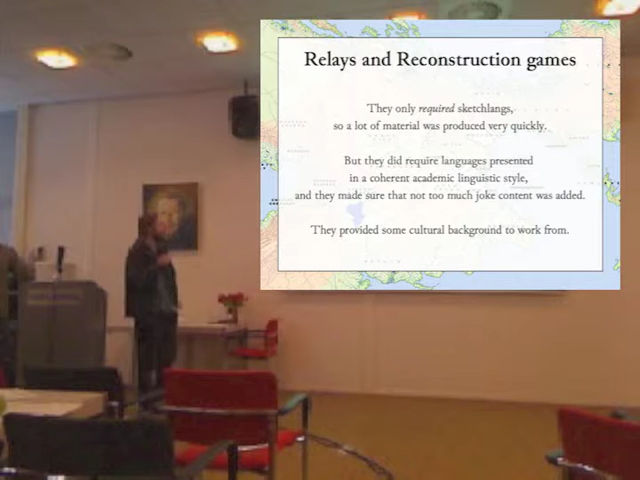 Relays and Reconstruction games
They only required sketchlangs,
so a lot of material was produced very quickly.
But they did require languages presented
in a coherent academic linguistic style,
and they made sure that not too much joke content was added.
They provided some cultural background to work from.